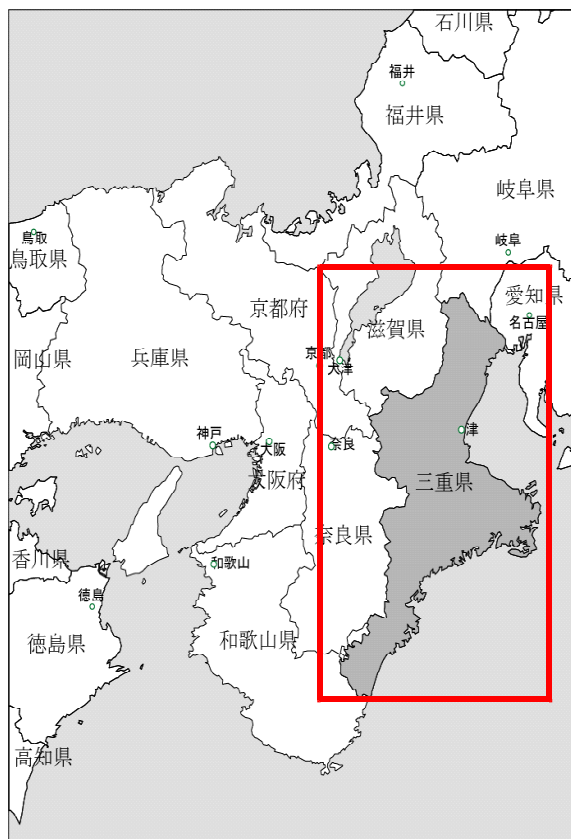 石川県
福井
福井県
岐阜県
鳥取
岐阜
鳥取県
愛知県
京都府
名古屋
滋賀県
岡山県
兵庫県
京都
大津
神戸
大阪
奈良
津
大阪府
三重県
奈良県
香川県
和歌山
徳島
徳島県
和歌山県
高知県